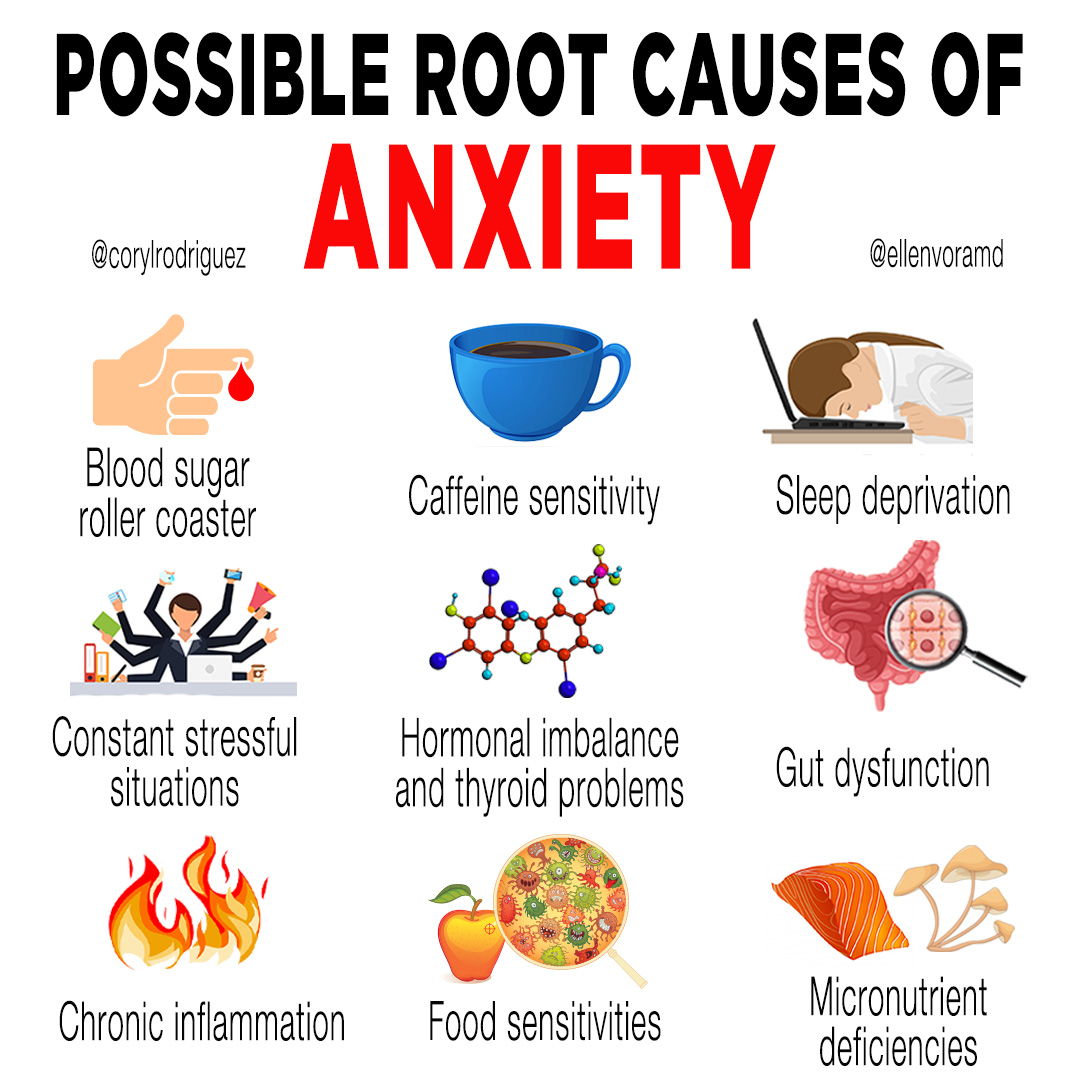 POSSIBLE ROOT CAUSES OF
ANXIETY
@corylrodriguez
@ellenvoramd
Blood sugar
roller coaster
Caffeine sensitivity
Sleep deprivation
Constant stressful
situations
Hormonal imbalance
and thyroid problems
Gut dysfunction
Chronic inflammation
Food sensitivities
Micronutrient
deficiencies